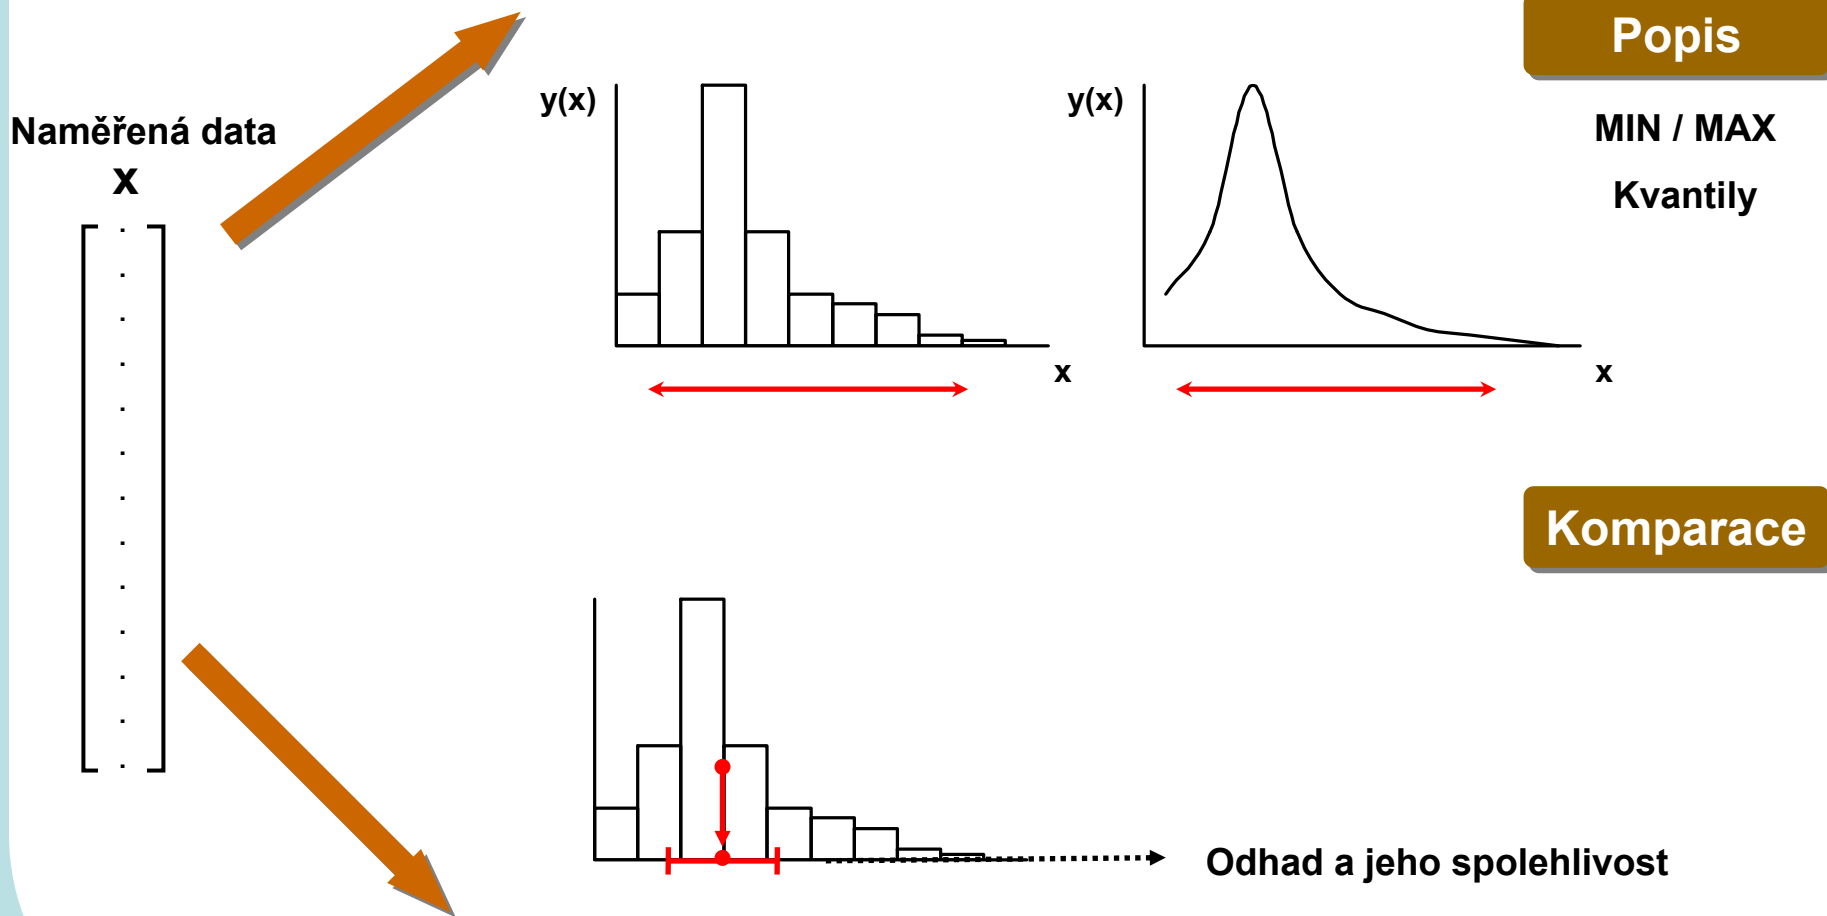 Popis
Naměřená data
x
y(x)
y(x)
MIN / MAX
Kvantily
x
x
Komparace
Odhad a jeho spolehlivost